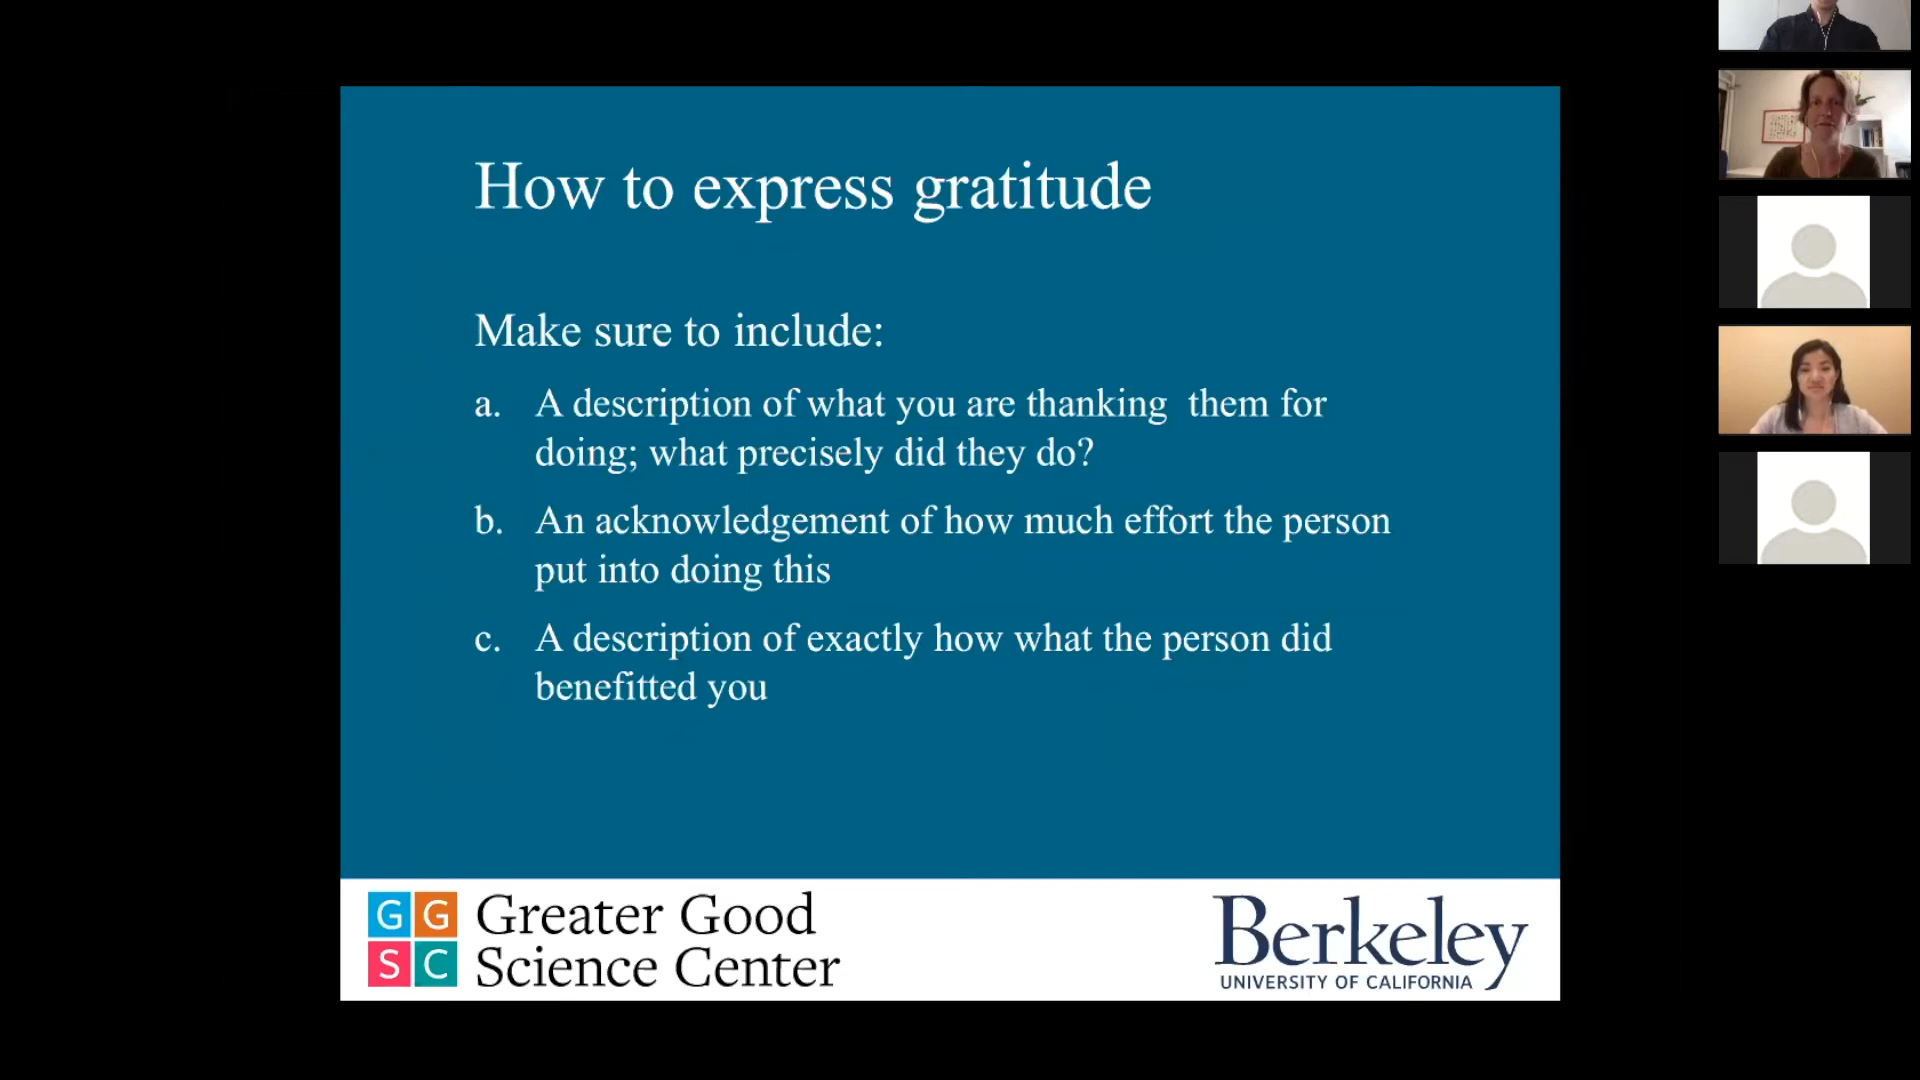 How to express gratitude
Make sure to include:
a. A description of what you are thanking them for
doing; what precisely did they do?
b. An acknowledgement of how much effort the person
put into doing this
c. A description of exactly how what the person did
benefitted you
G G
S C
Greater Good
Science Center
Berkeley
UNIVERSITY OF CALIFORNIA